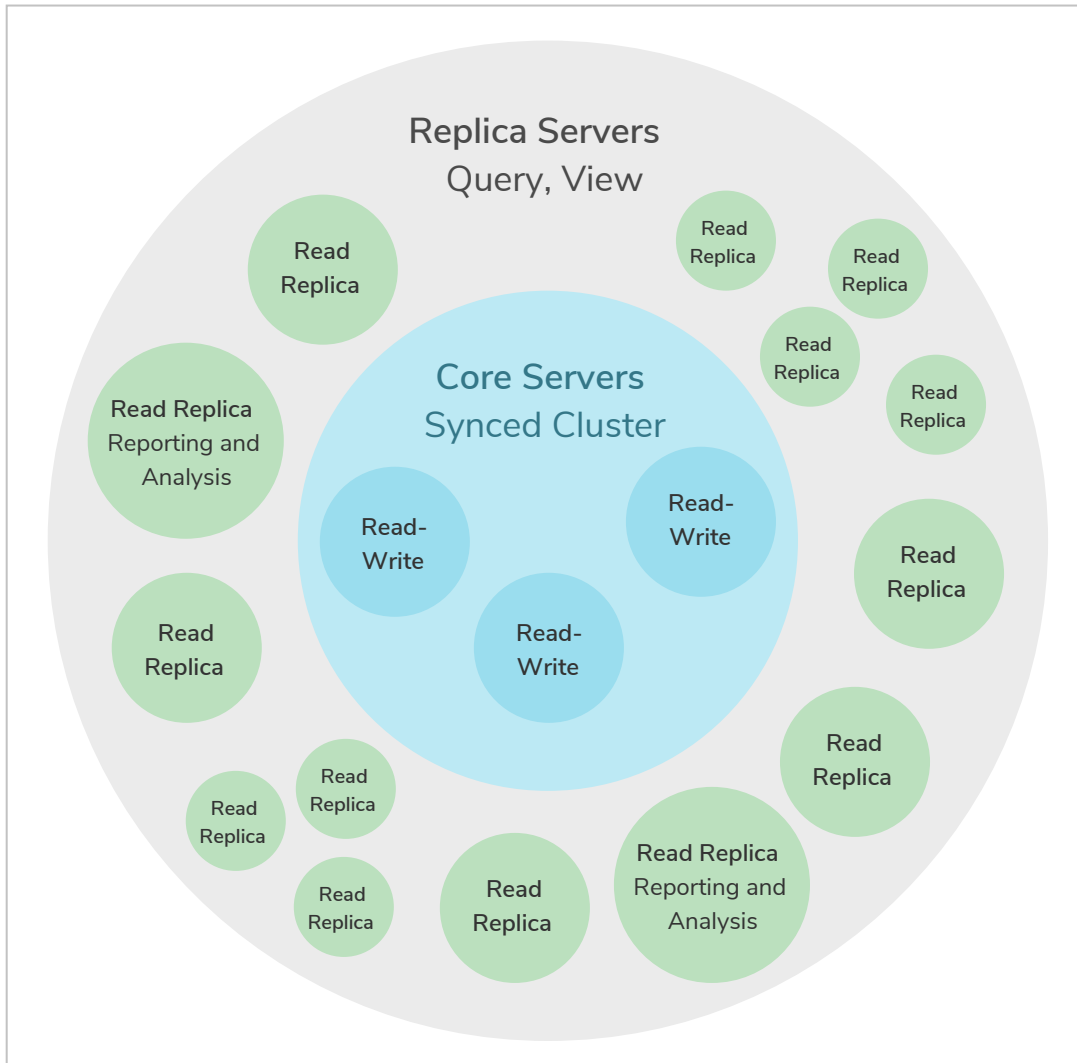 Replica Servers
Query, View
Read
Replica
Read
Replica
Read
Replica
Read
Replica
Read
Replica
Core Servers
Synced Cluster
Read Replica
Reporting and
Analysis
Read-
Write
Read-
Write
Read-
Write
Read
Replica
Read
Replica
Read
Replica
Read
Replica
Read
Replica
Read
Replica
Read Replica
Reporting and
Analysis
Read
Replica
Read
Replica